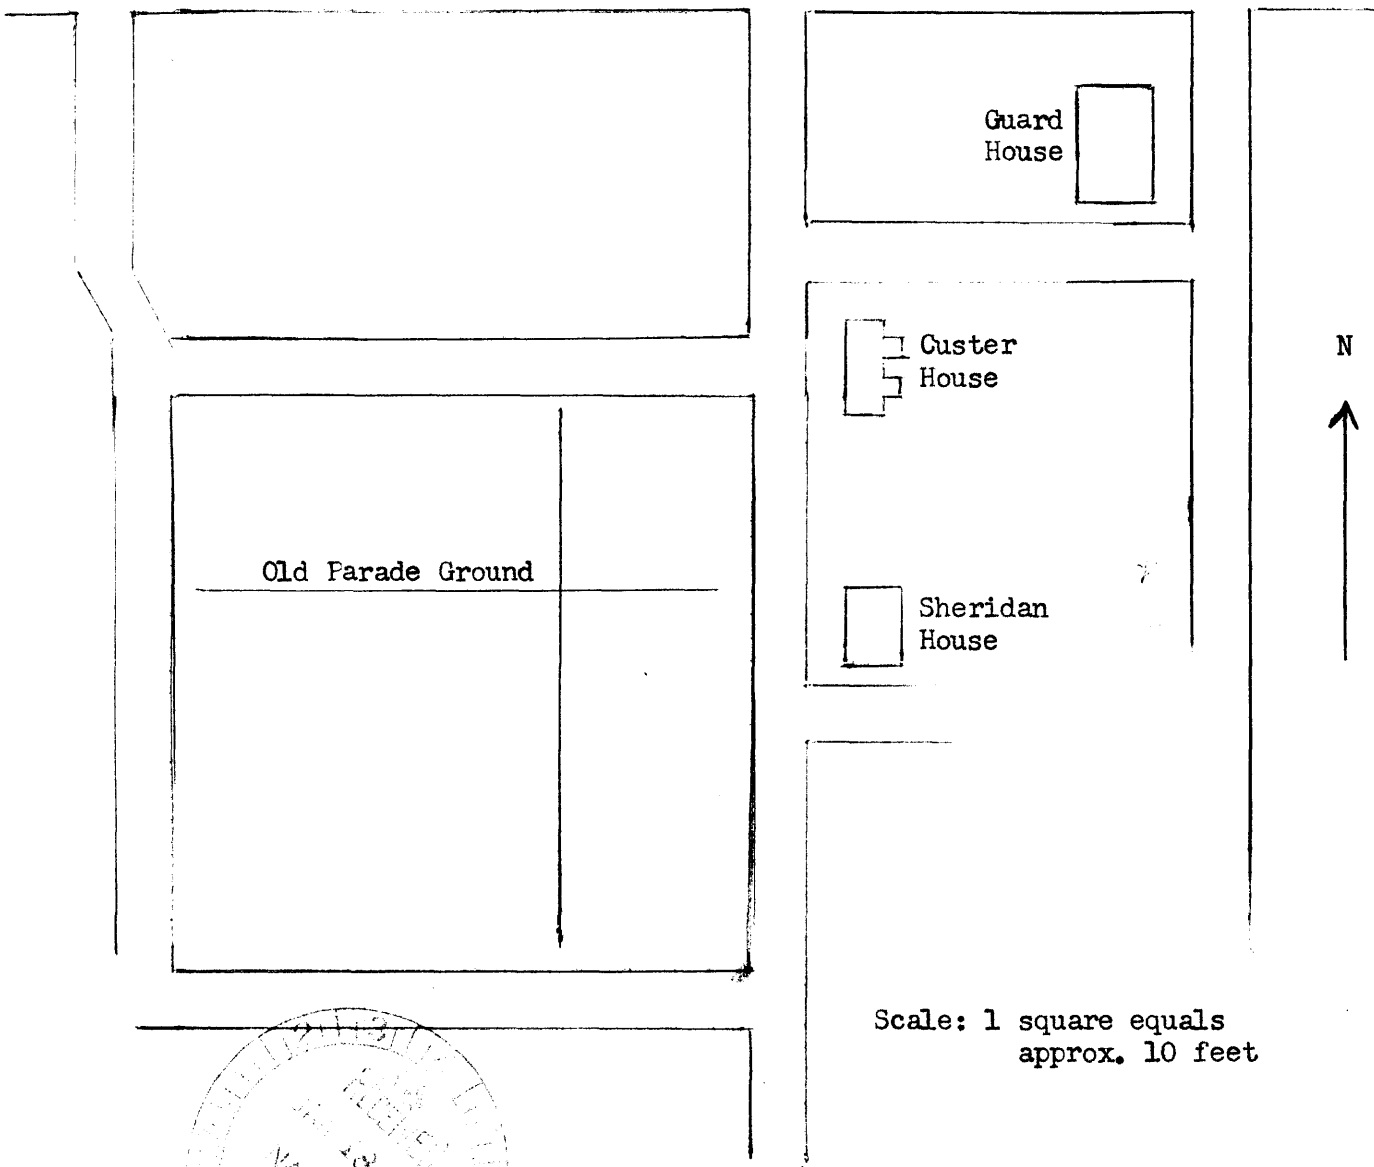 Guard
House
Custer
House
N
Old Parade Ground
Sheridan
House
Scale: 1 square equals
approx. 10 feet